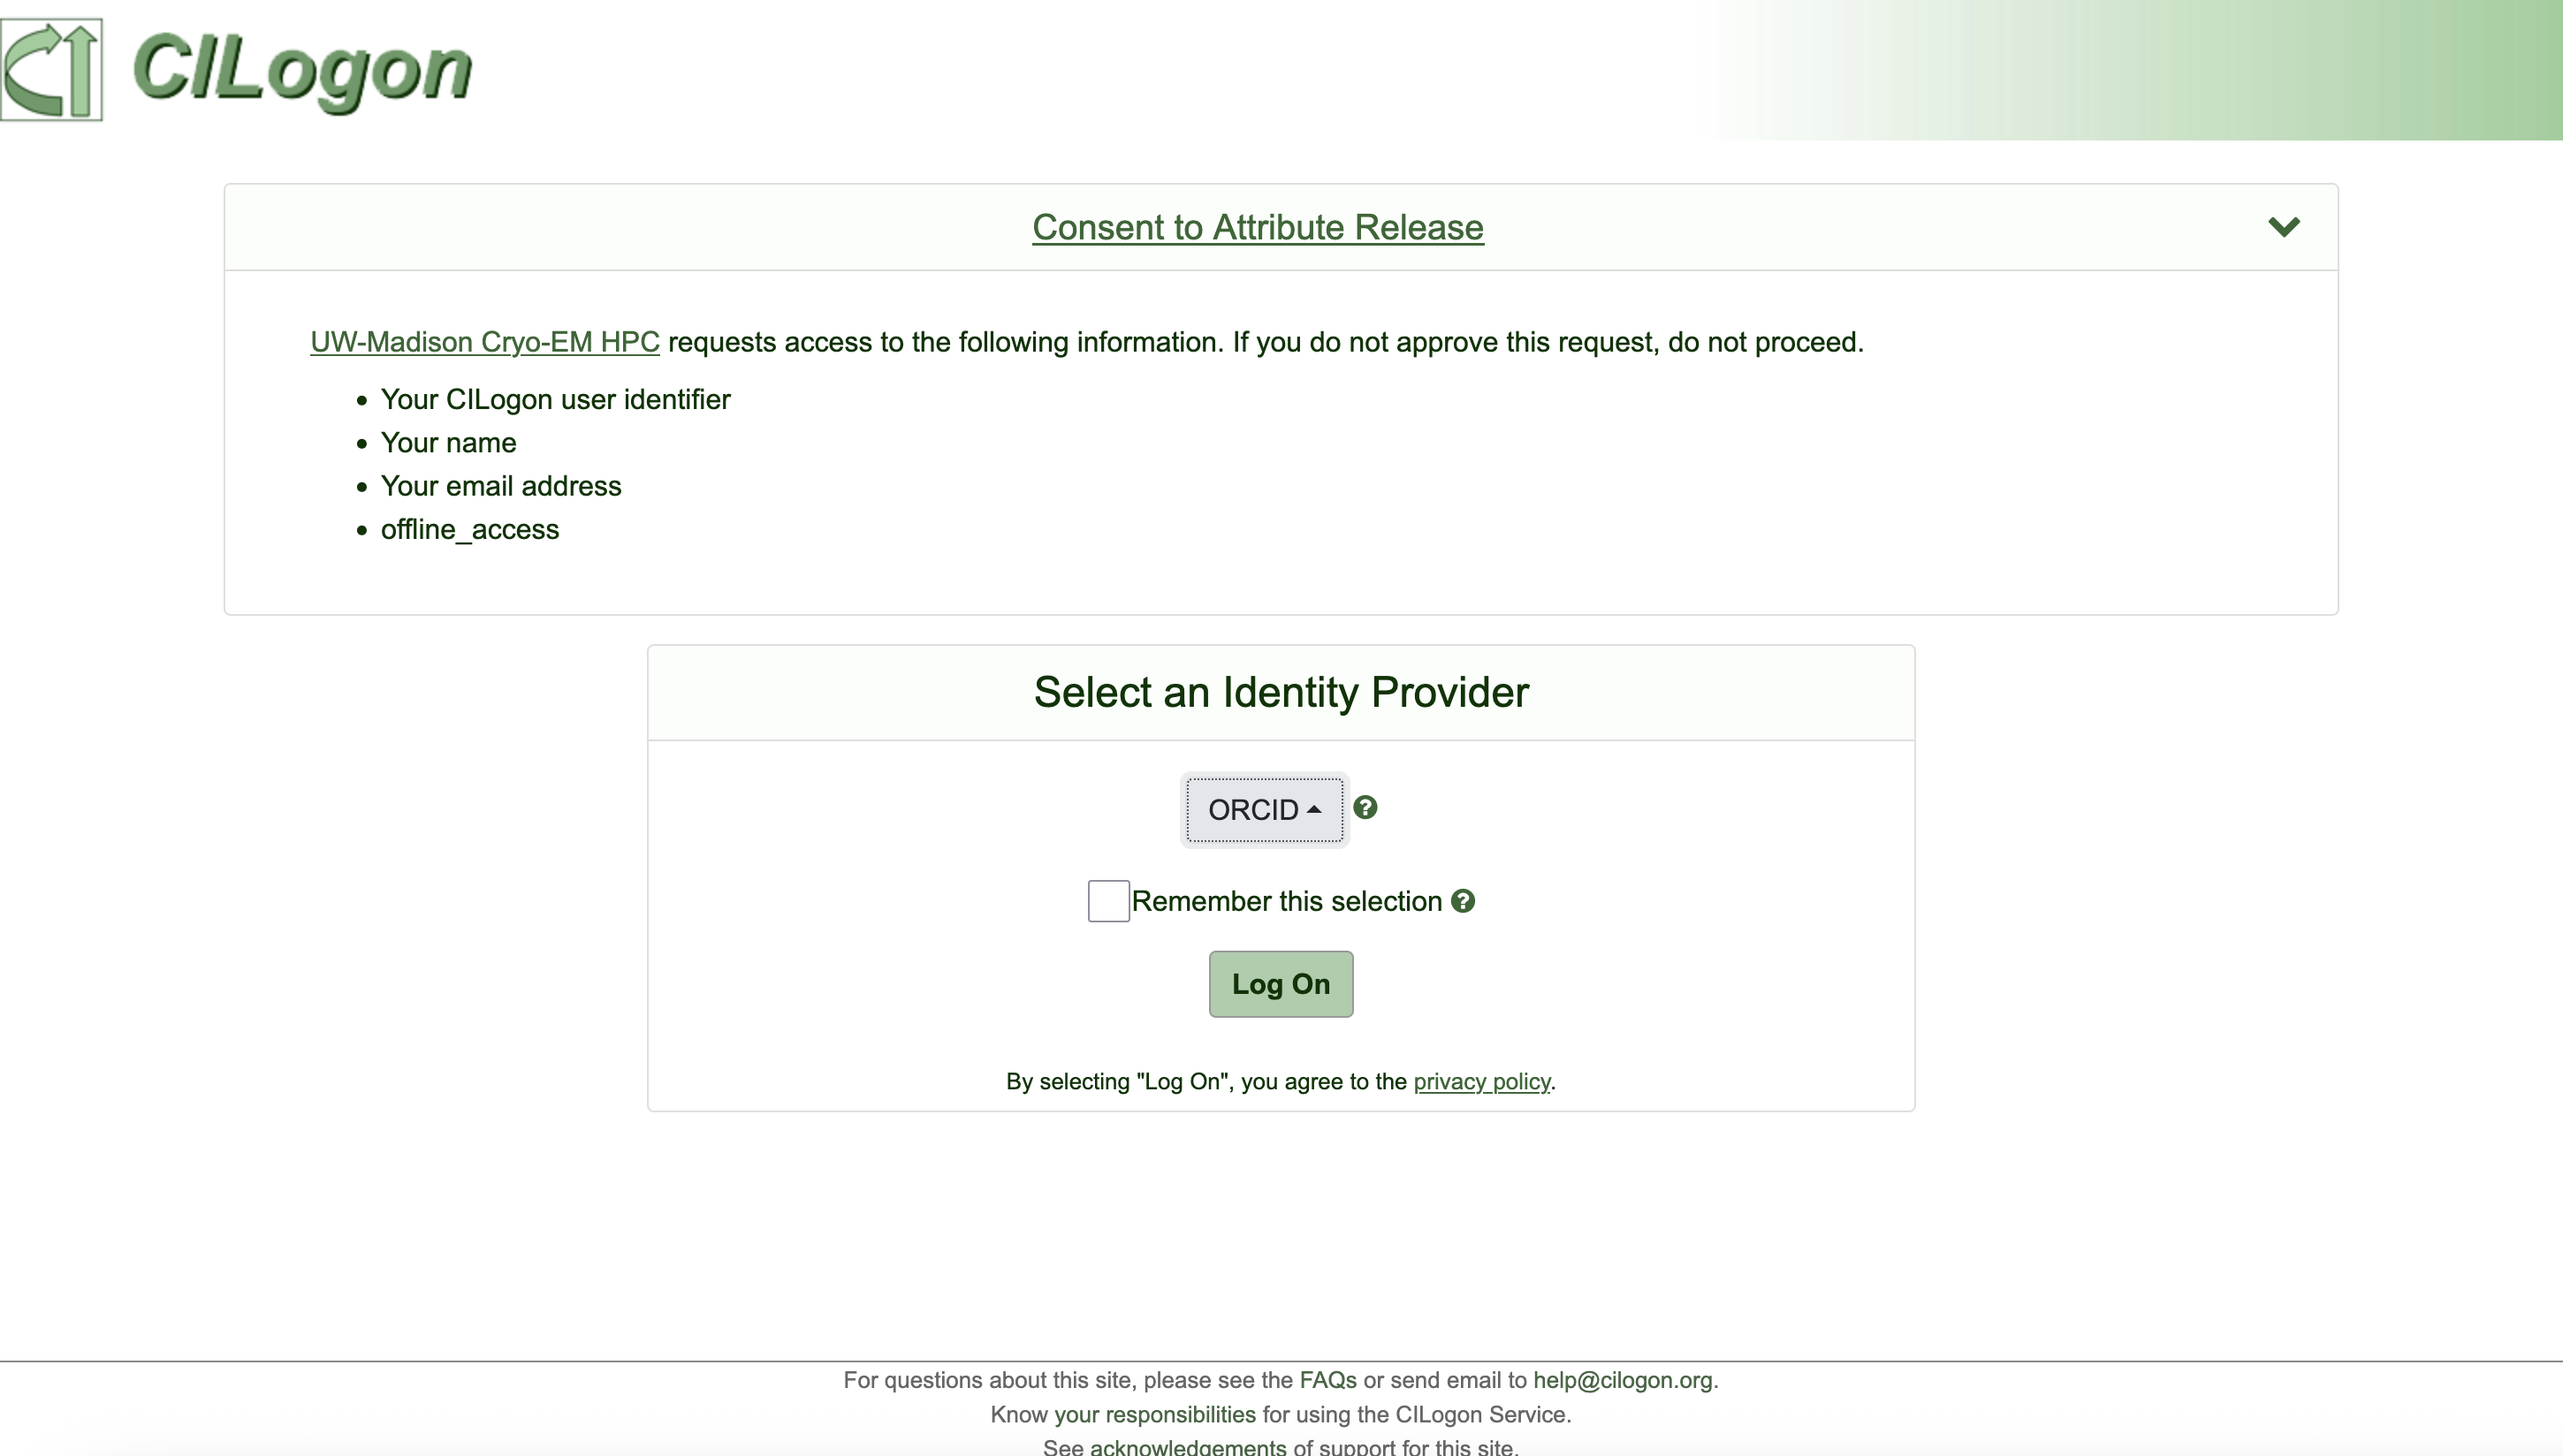 CILogon
Consent to Attribute Release
UW-Madison Cryo-EM HPC requests access to the following information. If you do not approve this request, do not proceed.
• Your CILogon user identifier
• Your name
• Your email address
• offline_access
Select an Identity Provider
ORCID
Remember this selection
Log On
By selecting "Log On", you agree to the privacy policy.
For questions about this site, please see the FAQs or send email to help@cilogon.org.
Know your responsibilities for using the CILogon Service.
See acknowledgements of support for this site.